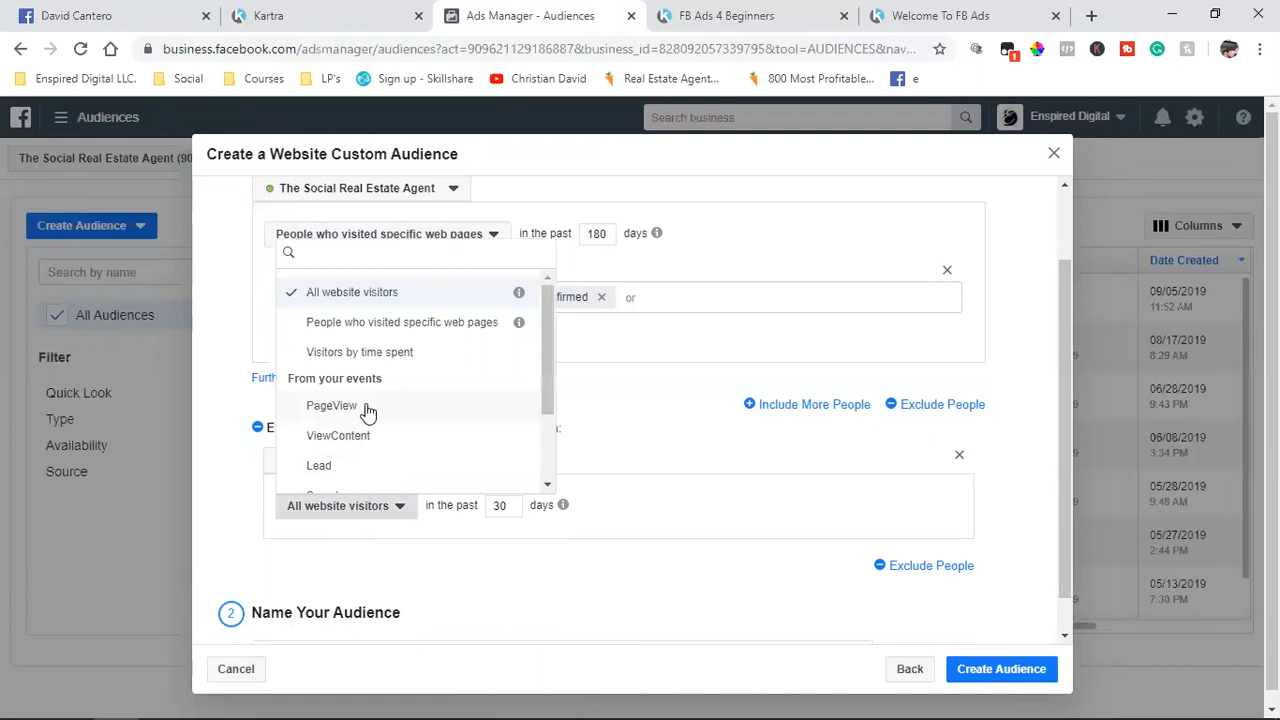 David Cantero
Kartra
Ads Manager - Audiences
FB Ads 4 Beginners
Welcome To FB Ads
business.facebook.com/adsmanager/audiences?act=909621129186887&business_id=828092057339795&tool=AUDIENCES&nav...
1
Enspired Digital LLC.
Social
Courses
LP's
Sign up - Skillshare
Christian David
Real Estate Agent...
800 Most Profitable...
e
Audiences
Search business
Enspired Digital
The Social Real Estate Agent (90
Create a Website Custom Audience
The Social Real Estate Agent
Create Audience
Columns
People who visited specific web pages
in the past
180
days
Search by name
Date Created
All Audiences
All website visitors
firmed
or
09/05/2019
11:52 AM
People who visited specific web pages
Visitors by time spent
08/17/2019
8:29 AM
Filter
From your events
Furth
Quick Look
PageView
Include More People
Exclude People
06/28/2019
9:43 PM
Type
E
n:
ViewContent
06/08/2019
3:34 PM
Availability
Source
Lead
05/28/2019
9:48 AM
All website visitors
in the past
30
days
05/27/2019
2:44 PM
Exclude People
05/13/2019
7:30 PM
2
Name Your Audience
Cancel
Back
Create Audience